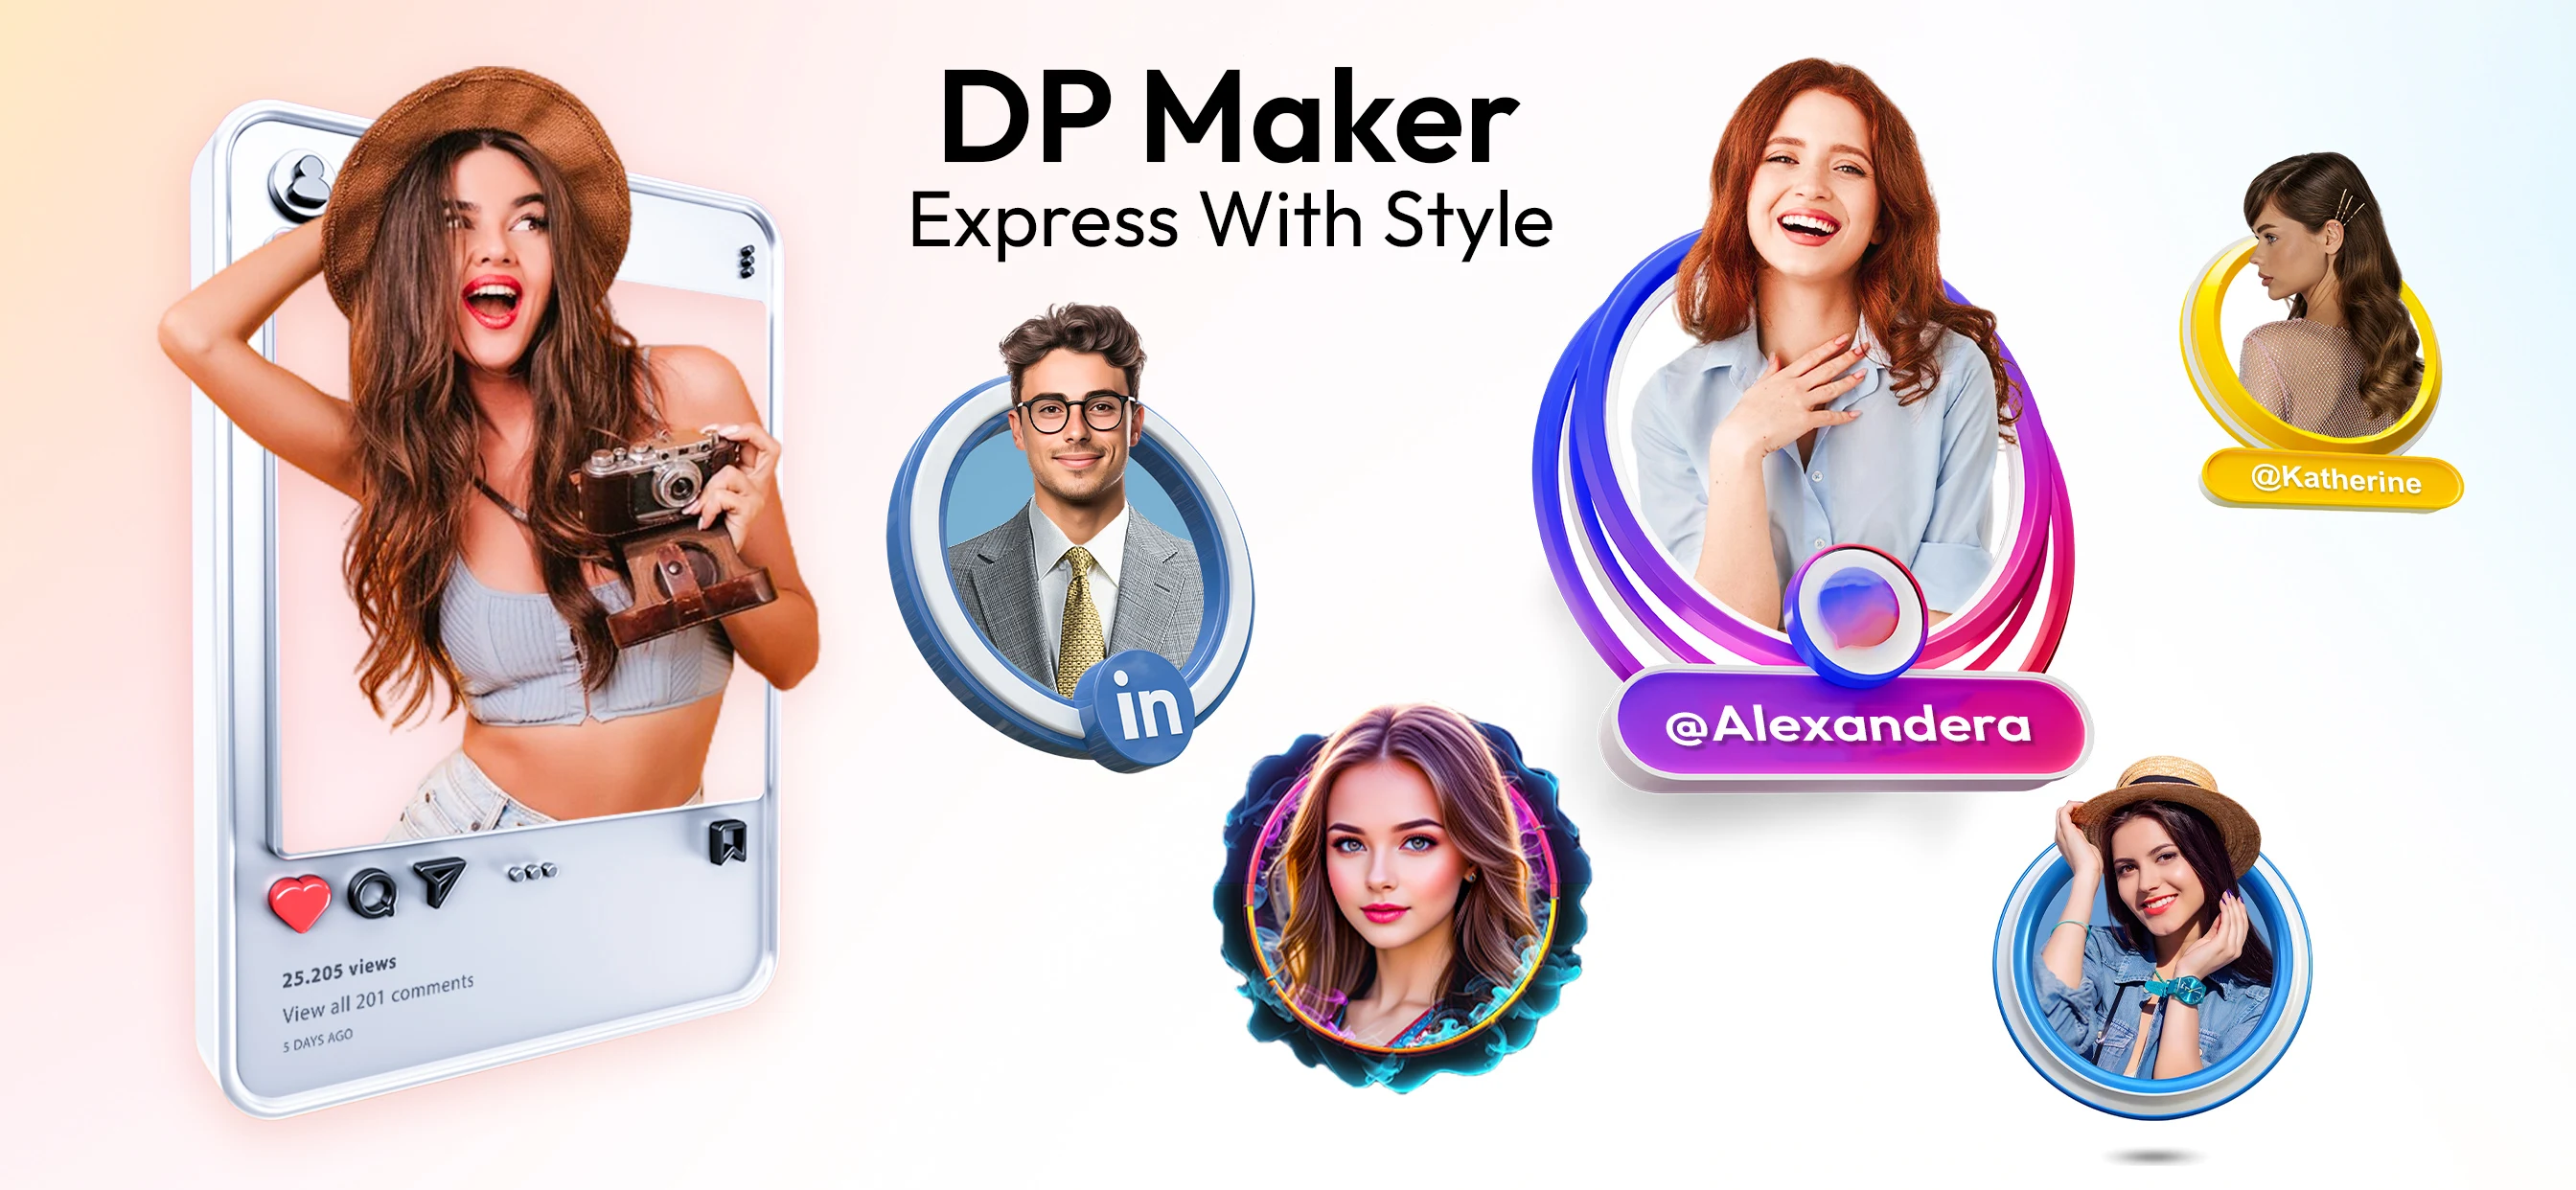 DP Maker
Express With Style
in
@Alexandera
@Katherine
25.205 views
View all 201 comments
5 DAYS AGO